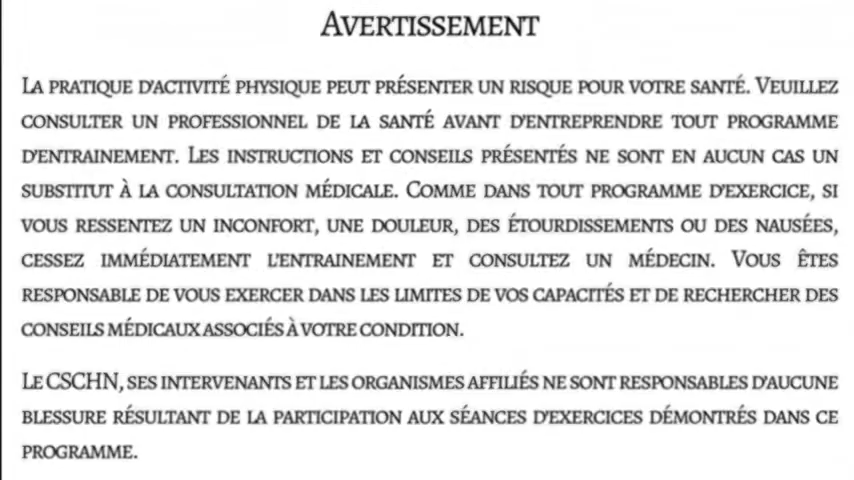 AVERTISSEMENT
LA PRATIQUE D'ACTIVITÉ PHYSIQUE PEUT PRÉSENTER UN RISQUE POUR VOTRE SANTÉ. VEUILLEZ
CONSULTER UN PROFESSIONNEL DE LA SANTÉ AVANT D'ENTREPRENDRE TOUT PROGRAMME
D'ENTRAINEMENT. LES INSTRUCTIONS ET CONSEILS PRÉSENTÉS NE SONT EN AUCUN CAS UN
SUBSTITUT À LA CONSULTATION MÉDICALE. COMME DANS TOUT PROGRAMME D'EXERCICE, SI
VOUS RESSENTEZ UN INCONFORT, UNE DOULEUR, DES ÉTOURDISSEMENTS OU DES NAUSÉES,
CESSEZ IMMÉDIATEMENT L'ENTRAINEMENT ET CONSULTEZ UN MÉDECIN. VOUS ÊTES
RESPONSABLE DE VOUS EXERCER DANS LES LIMITES DE VOS CAPACITÉS ET DE RECHERCHER DES
CONSEILS MÉDICAUX ASSOCIÉS À VOTRE CONDITION.
LE CSCHN, SES INTERVENANTS ET LES ORGANISMES AFFILIÉS NE SONT RESPONSABLES D'AUCUNE
BLESSURE RÉSULTANT DE LA PARTICIPATION AUX SÉANCES D'EXERCICES DÉMONTRÉS DANS CE
PROGRAMME.